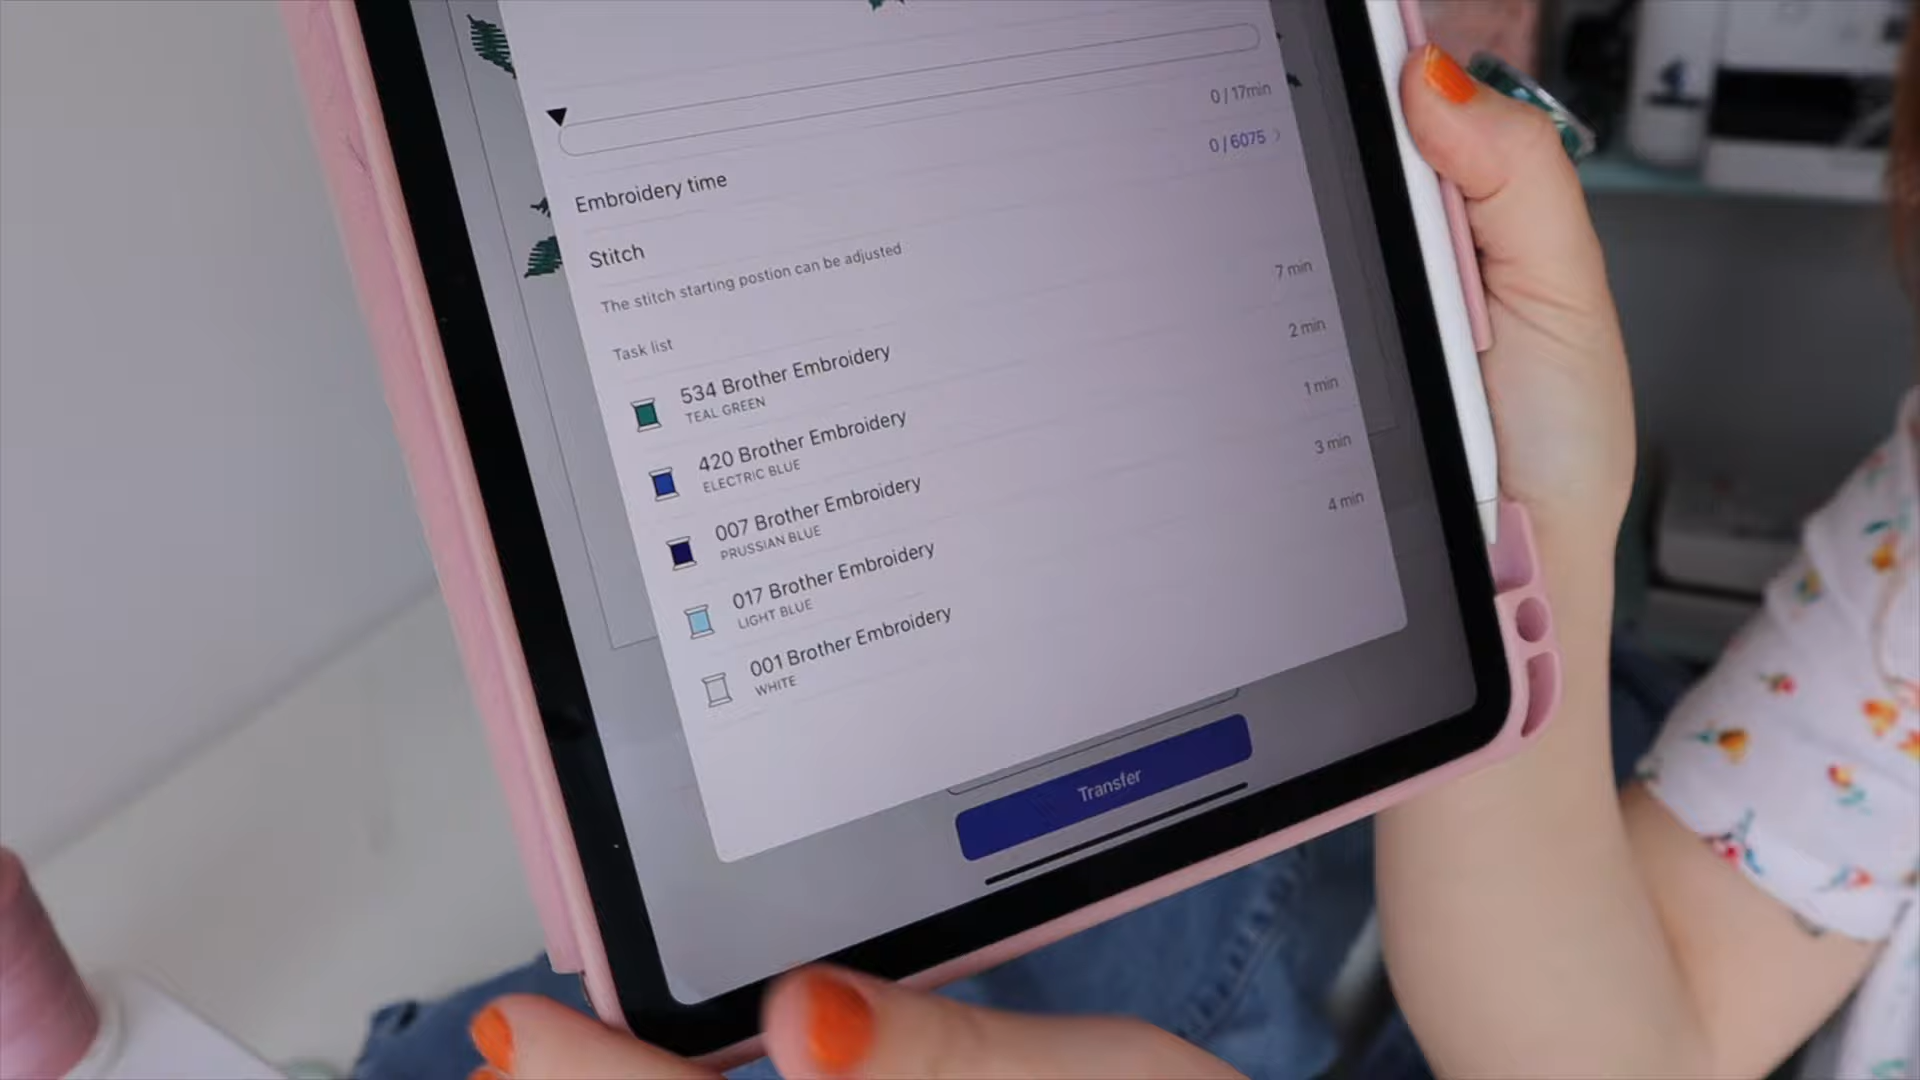 0 / 17min
Embroidery time
0 / 6075 >
Stitch
The stitch starting postion can be adjusted
Task list
534 Brother Embroidery
7 min
TEAL GREEN
420 Brother Embroidery
2 min
ELECTRIC BLUE
007 Brother Embroidery
1 min
PRUSSIAN BLUE
017 Brother Embroidery
3 min
LIGHT BLUE
001 Brother Embroidery
4 min
WHITE
Transfer